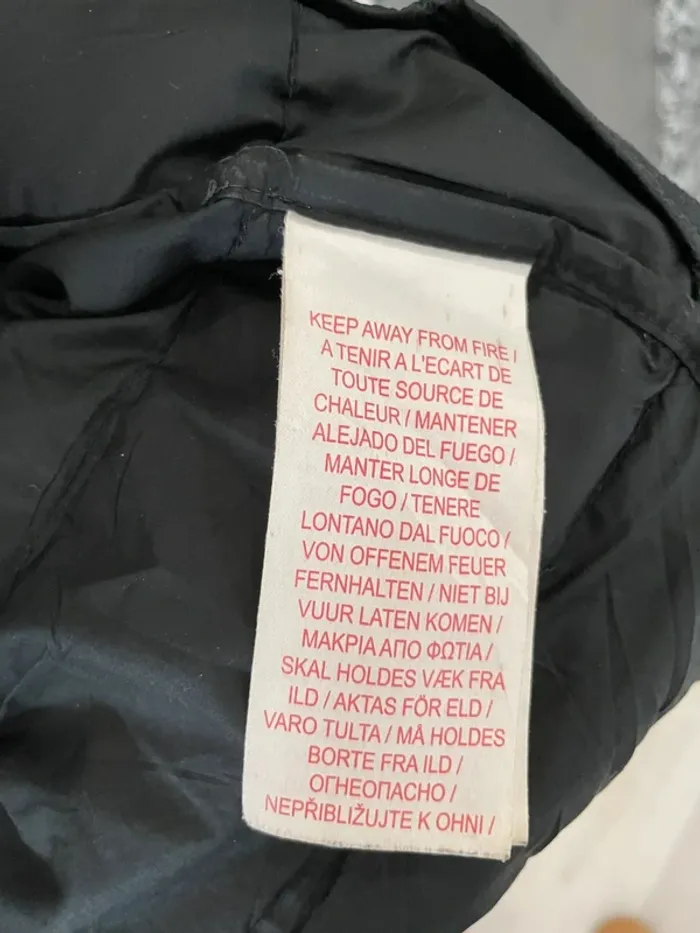 KEEP AWAY FROM FIRE /
A TENIR A L'ECART DE
TOUTE SOURCE DE
CHALEUR / MANTENER
ALEJADO DEL FUEGO /
MANTER LONGE DE
FOGO / TENERE
LONTANO DAL FUOCO /
VON OFFENEM FEUER
FERNHALTEN / NIET BIJ
VUUR LATEN KOMEN /
ΜΑΚΡΙΑ ΑΠΟ ΦΩΤΙΑ /
SKAL HOLDES VÆK FRA
ILD / AKTAS FÖR ELD /
VARO TULTA / MÅ HOLDES
BORTE FRA ILD /
ОГНЕОПАСНО /
NEPŘIBLIŽUJTE K OHNI /